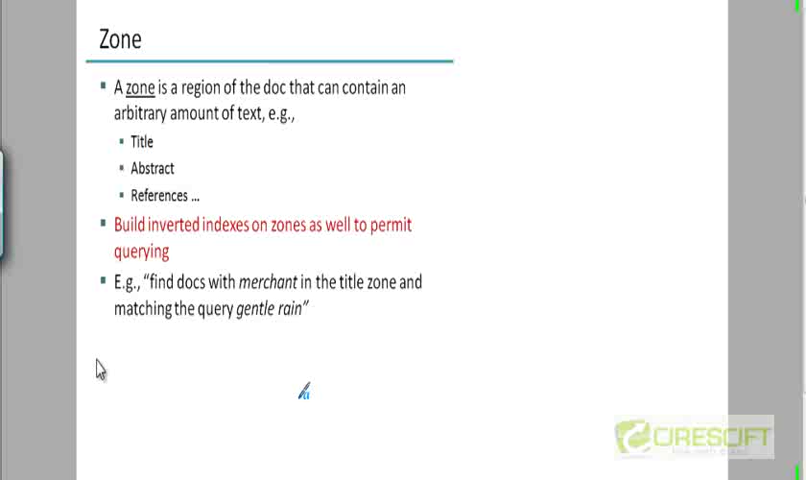 Zone
A zone is a region of the doc that can contain an
arbitrary amount of text, e.g.,
Title
Abstract
References ...
Build inverted indexes on zones as well to permit
querying
E.g., “find docs with merchant in the title zone and
matching the query gentle rain”